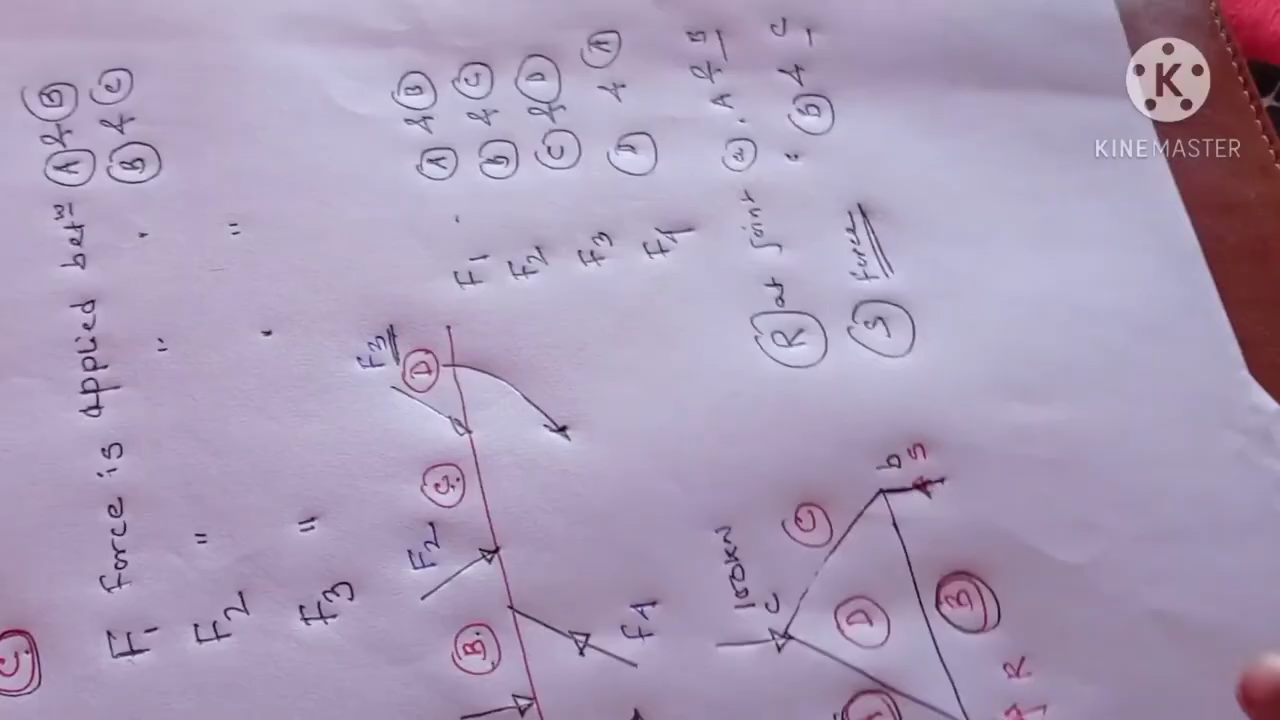 C.
F1 force is applied betn A & B
F2 " " . B & C
F3 " . "
F1 . A & B
F2 B & C
F3 C & D
F4 D & A
F3
D
C.
F2
B.
F4
R at joint a . A & B
S force " B & C
100KN
c
C
b
S
D
B
A
R
K
KINEMASTER